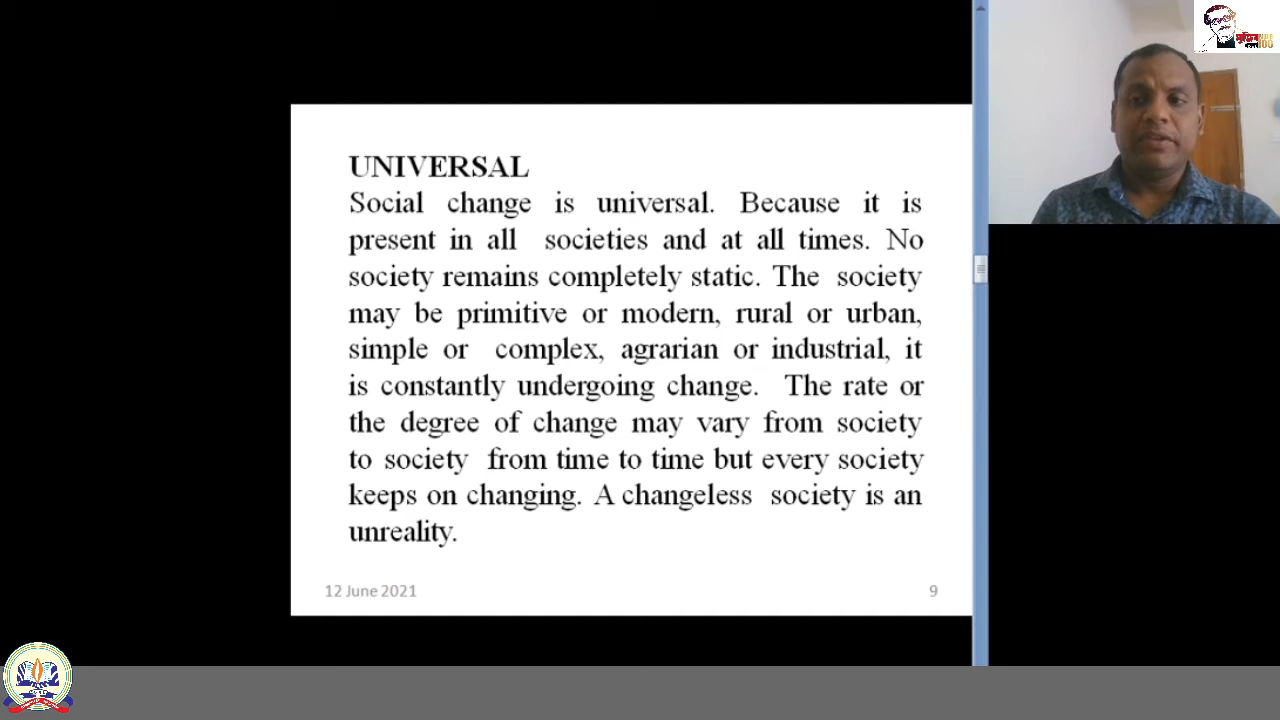 UNIVERSAL
Social change is universal. Because it is
present in all societies and at all times. No
society remains completely static. The society
may be primitive or modern, rural or urban,
simple or complex, agrarian or industrial, it
is constantly undergoing change. The rate or
the degree of change may vary from society
to society from time to time but every society
keeps on changing. A changeless society is an
unreality.
12 June 2021
9
মুজিব
100